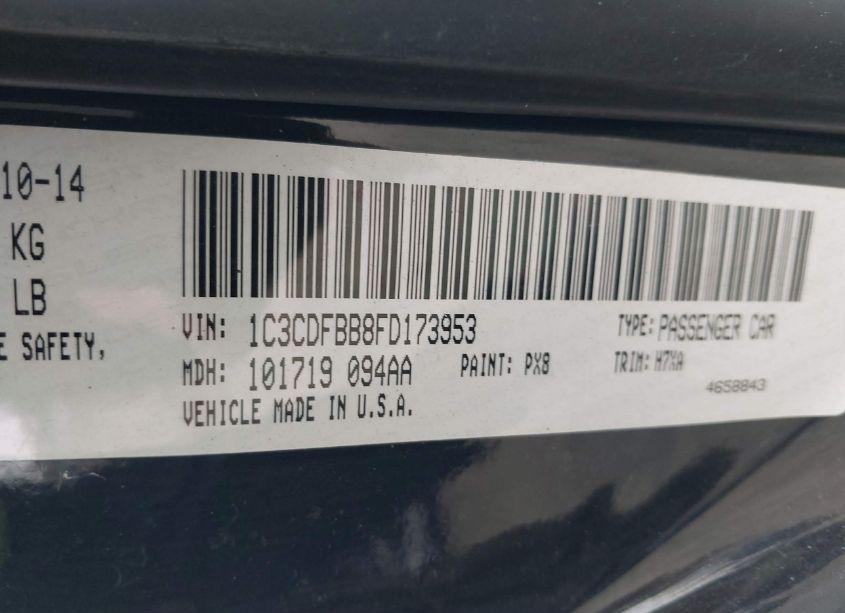 10-14
KG
LB
E SAFETY,
VIN: 1C3CDFBB8FD173953 TYPE: PASSENGER CAR
MDH: 101719 094AA PAINT: PX8 TRIM: H7XA
VEHICLE MADE IN U.S.A. 4658843